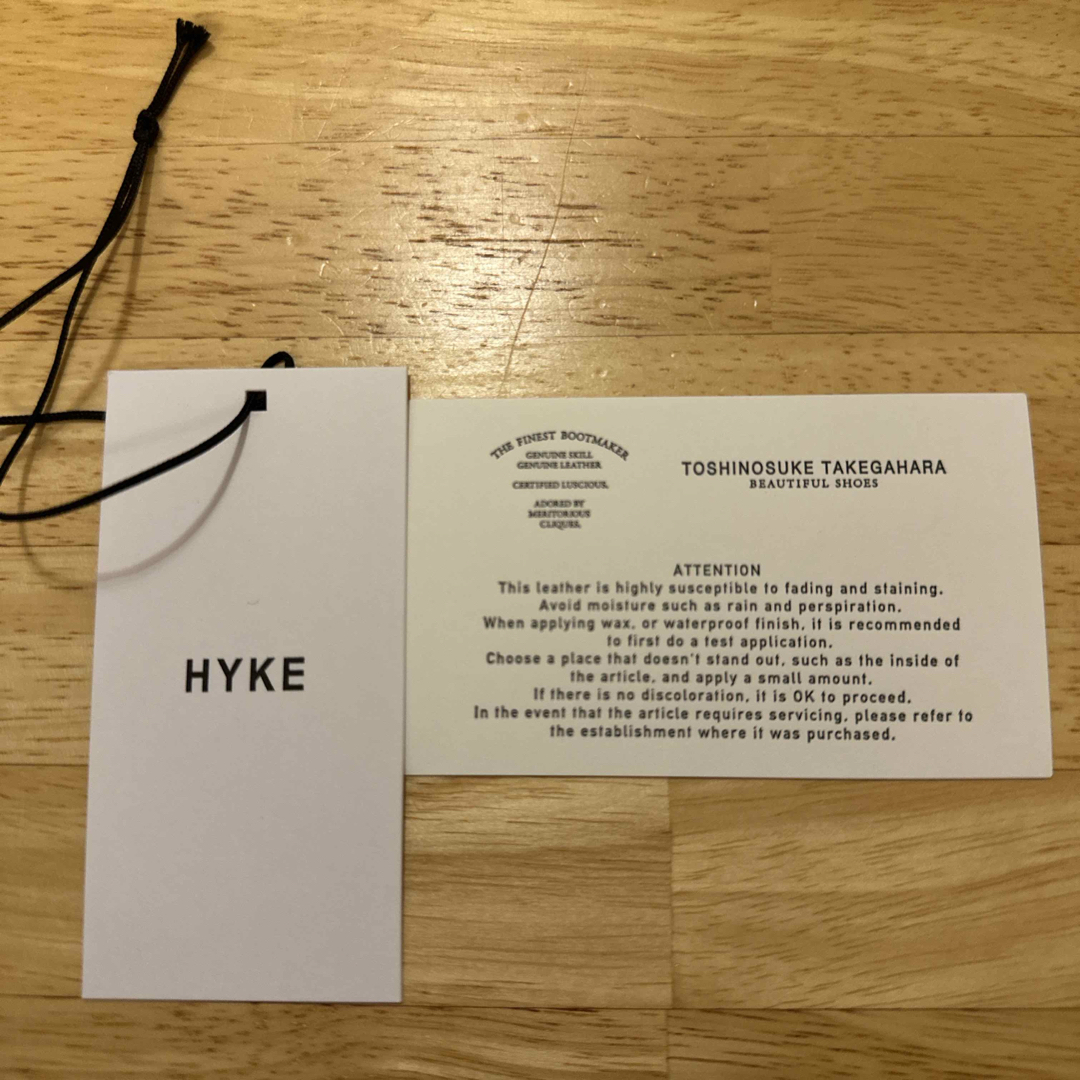 HYKE
THE FINEST BOOTMAKER
GENUINE SKILL
GENUINE LEATHER
CERTIFIED LUSCIOUS.
ADORED BY
MERITORIOUS
CLIQUES.
TOSHINOSUKE TAKEGAHARA
BEAUTIFUL SHOES
ATTENTION
This leather is highly susceptible to fading and staining.
Avoid moisture such as rain and perspiration.
When applying wax, or waterproof finish, it is recommended
to first do a test application.
Choose a place that doesn't stand out, such as the inside of
the article, and apply a small amount.
If there is no discoloration, it is OK to proceed.
In the event that the article requires servicing, please refer to
the establishment where it was purchased.